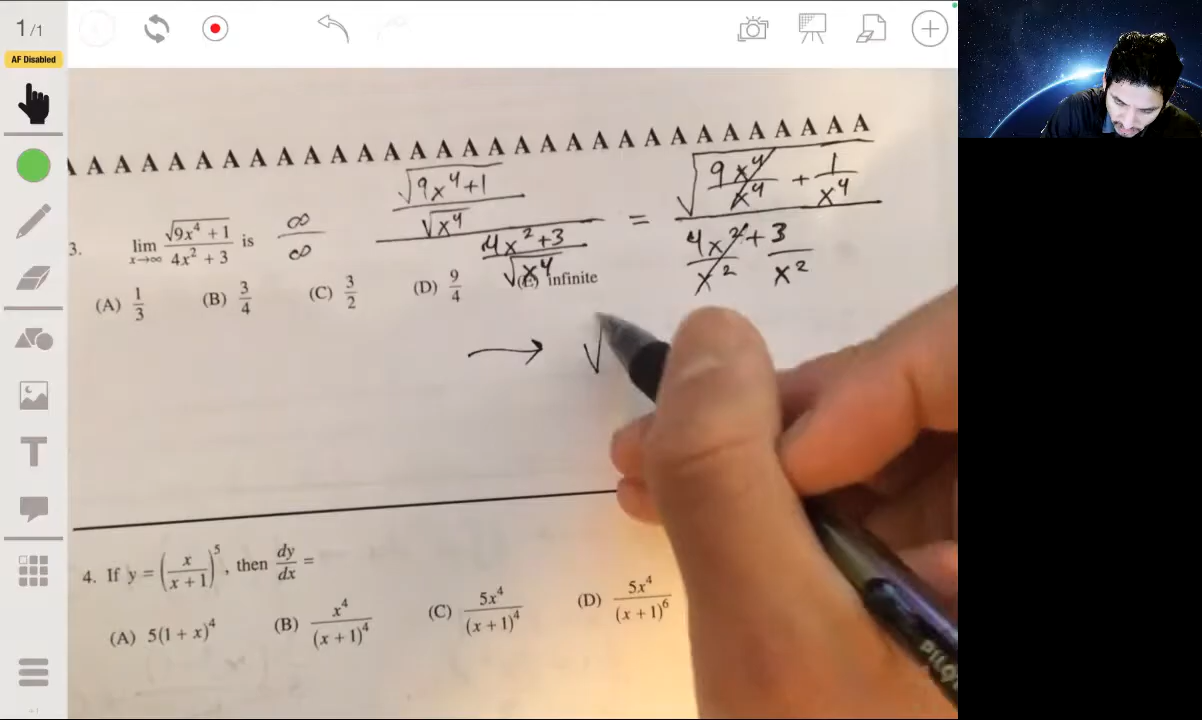 1/1
AF Disabled
A A A A A A A A A A A A A A A A A A A A A A A A A A A A A A
3. lim x→∞ √(9x⁴ + 1) / (4x² + 3) is ∞/∞
(√(9x⁴+1) / √x⁴) / ((4x²+3) / √x⁴) = √(9x⁴/x⁴ + 1/x⁴) / (4x²/x² + 3/x²)
(A) 1/3 (B) 3/4 (C) 3/2 (D) 9/4 (E) infinite
→ √
4. If y = (x/(x + 1))⁵, then dy/dx =
(A) 5(1 + x)⁴ (B) x⁴/(x + 1)⁴ (C) 5x⁴/(x + 1)⁴ (D) 5x⁴/(x + 1)⁶
T
PILO